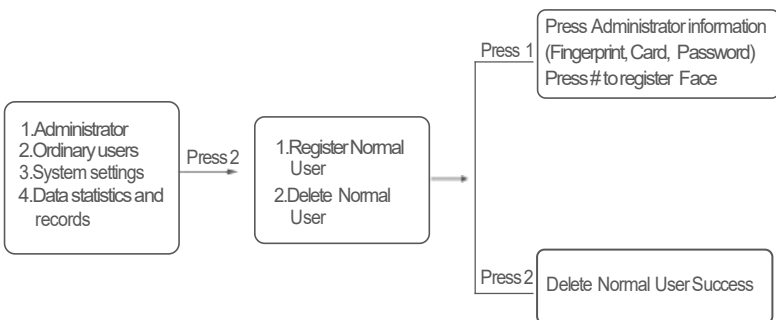 1.Administrator
2.Ordinary users
3.System settings
4.Data statistics and
records
Press 2
1.Register Normal
User
2.Delete Normal
User
Press 1
Press Administrator information
(Fingerprint, Card, Password)
Press # to register Face
Press 2
Delete Normal User Success